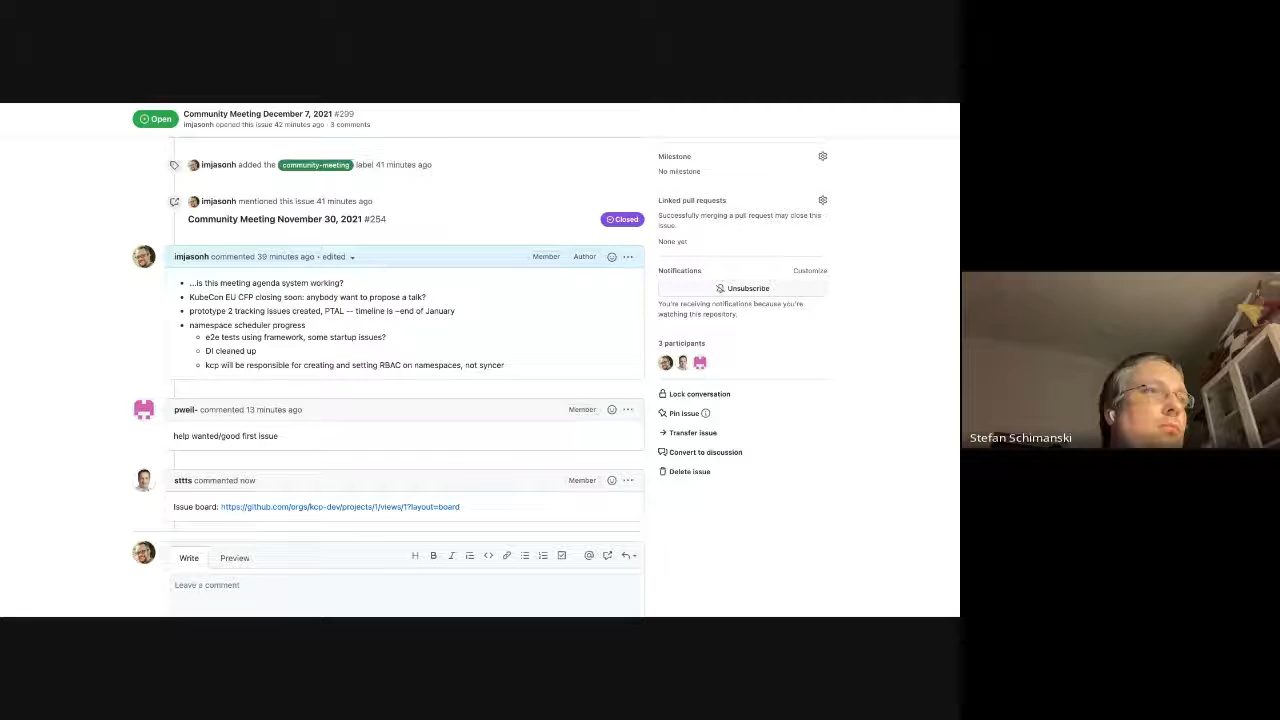 Open
Community Meeting December 7, 2021 #299
imjasonh opened this issue 42 minutes ago · 3 comments
imjasonh added the community-meeting label 41 minutes ago
imjasonh mentioned this issue 41 minutes ago
Community Meeting November 30, 2021 #254
Closed
imjasonh commented 39 minutes ago • edited
Member
Author
...is this meeting agenda system working?
KubeCon EU CFP closing soon: anybody want to propose a talk?
prototype 2 tracking issues created, PTAL -- timeline is ~end of January
namespace scheduler progress
e2e tests using framework, some startup issues?
DI cleaned up
kcp will be responsible for creating and setting RBAC on namespaces, not syncer
pweil- commented 13 minutes ago
Member
help wanted/good first issue
sttts commented now
Member
Issue board: https://github.com/orgs/kcp-dev/projects/1/views/1?layout=board
Write
Preview
Leave a comment
Milestone
No milestone
Linked pull requests
Successfully merging a pull request may close this
issue.
None yet
Notifications
Customize
Unsubscribe
You're receiving notifications because you're
watching this repository.
3 participants
Lock conversation
Pin issue
Transfer issue
Convert to discussion
Delete issue
Stefan Schimanski